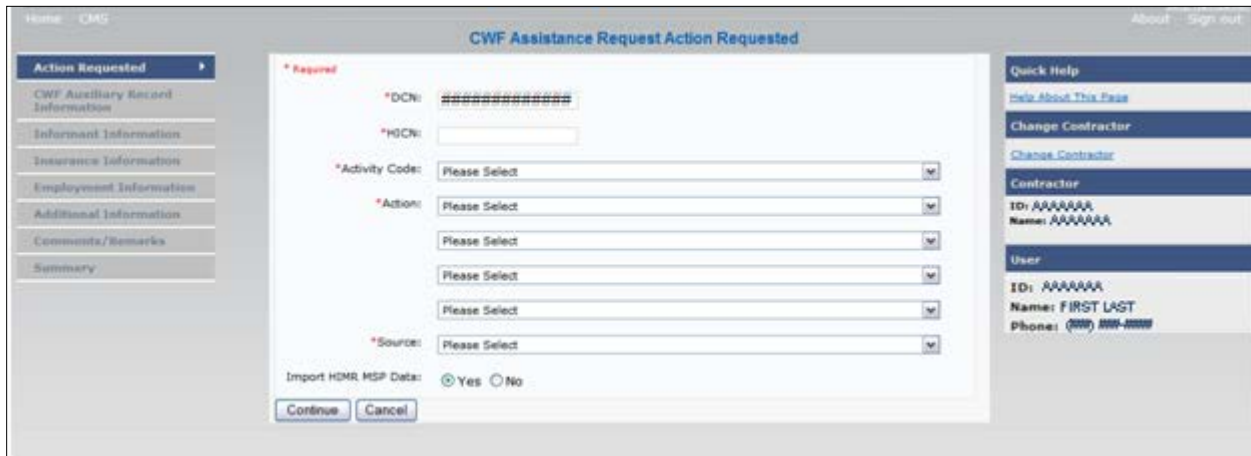 Home CMS
About Sign out
CWF Assistance Request Action Requested
Action Requested
CWF Auxiliary Record
Information
Informant Information
Insurance Information
Employment Information
Additional Information
Comments/Remarks
Summary
* Required
*DCN: #############
*HICN:
*Activity Code: Please Select
*Action: Please Select
Please Select
Please Select
Please Select
*Source: Please Select
Import HIMR MSP Data: Yes No
Continue Cancel
Quick Help
Help About This Page
Change Contractor
Change Contractor
Contractor
ID: AAAAAAA
Name: AAAAAAA
User
ID: AAAAAAA
Name: FIRST LAST
Phone: (###) ###-####